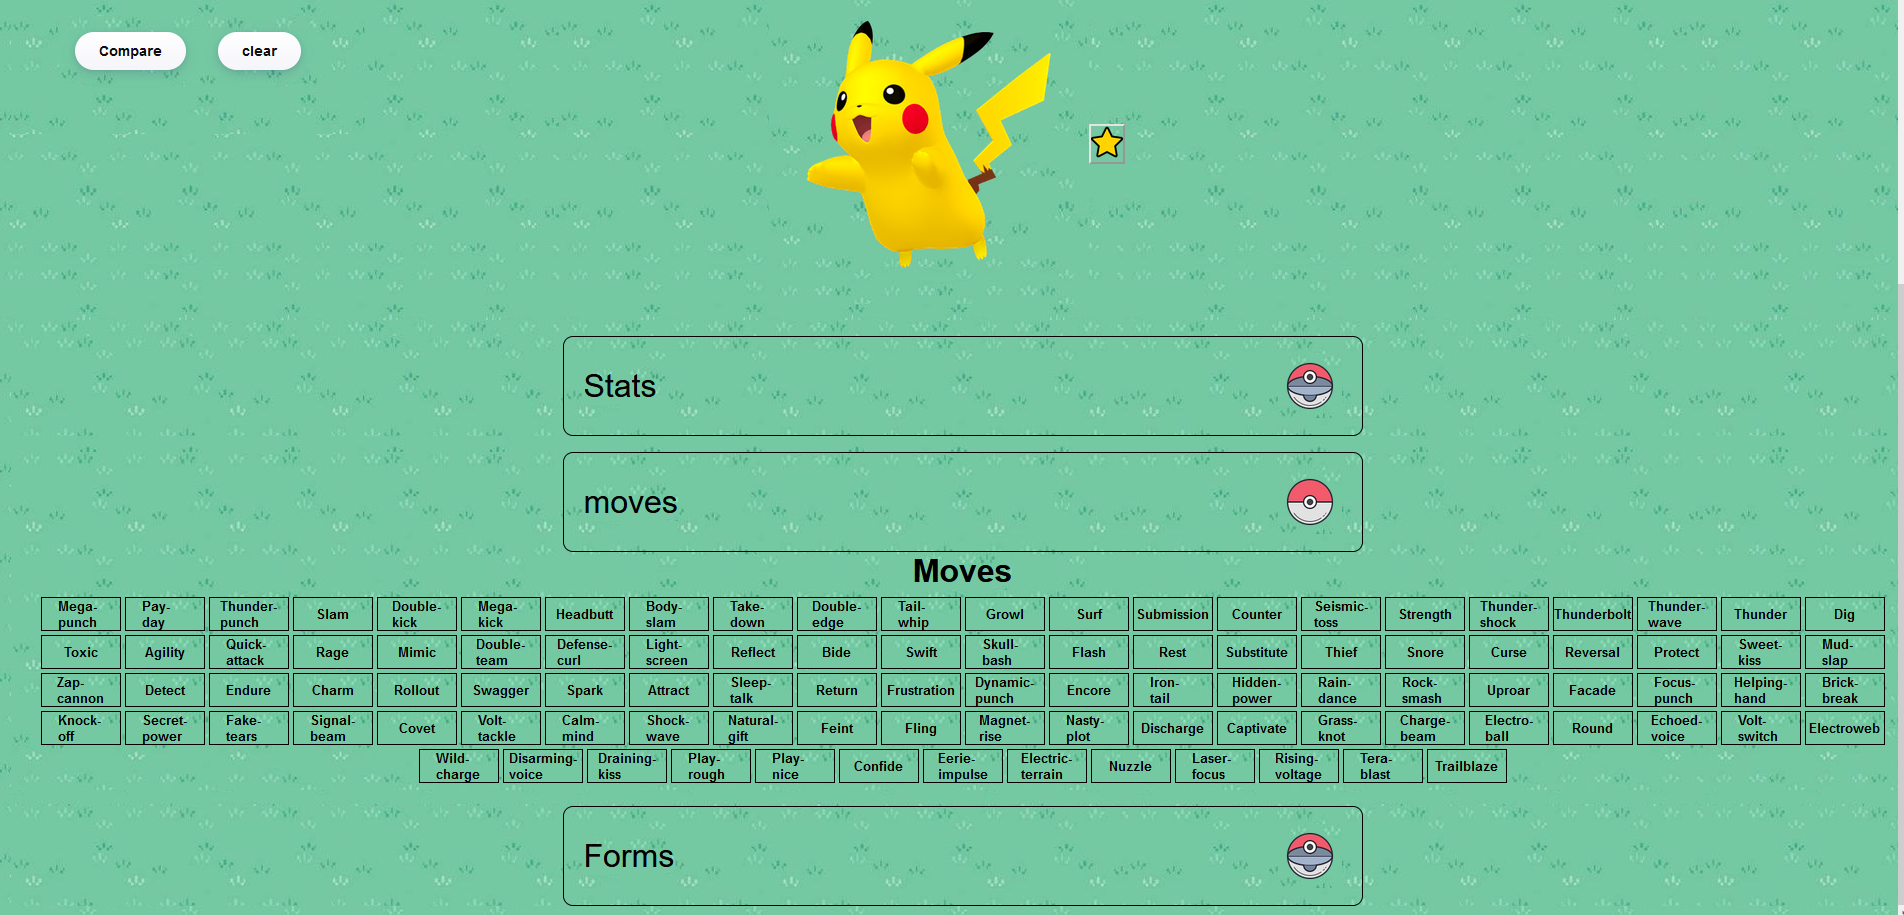 Compare
clear
Stats
moves
Moves
Mega-
punch
Pay-
day
Thunder-
punch
Slam
Double-
kick
Mega-
kick
Headbutt
Body-
slam
Take-
down
Double-
edge
Tail-
whip
Growl
Surf
Submission
Counter
Seismic-
toss
Strength
Thunder-
shock
Thunderbolt
Thunder-
wave
Thunder
Dig
Toxic
Agility
Quick-
attack
Rage
Mimic
Double-
team
Defense-
curl
Light-
screen
Reflect
Bide
Swift
Skull-
bash
Flash
Rest
Substitute
Thief
Snore
Curse
Reversal
Protect
Sweet-
kiss
Mud-
slap
Zap-
cannon
Detect
Endure
Charm
Rollout
Swagger
Spark
Attract
Sleep-
talk
Return
Frustration
Dynamic-
punch
Encore
Iron-
tail
Hidden-
power
Rain-
dance
Rock-
smash
Uproar
Facade
Focus-
punch
Helping-
hand
Brick-
break
Knock-
off
Secret-
power
Fake-
tears
Signal-
beam
Covet
Volt-
tackle
Calm-
mind
Shock-
wave
Natural-
gift
Feint
Fling
Magnet-
rise
Nasty-
plot
Discharge
Captivate
Grass-
knot
Charge-
beam
Electro-
ball
Round
Echoed-
voice
Volt-
switch
Electroweb
Wild-
charge
Disarming-
voice
Draining-
kiss
Play-
rough
Play-
nice
Confide
Eerie-
impulse
Electric-
terrain
Nuzzle
Laser-
focus
Rising-
voltage
Tera-
blast
Trailblaze
Forms